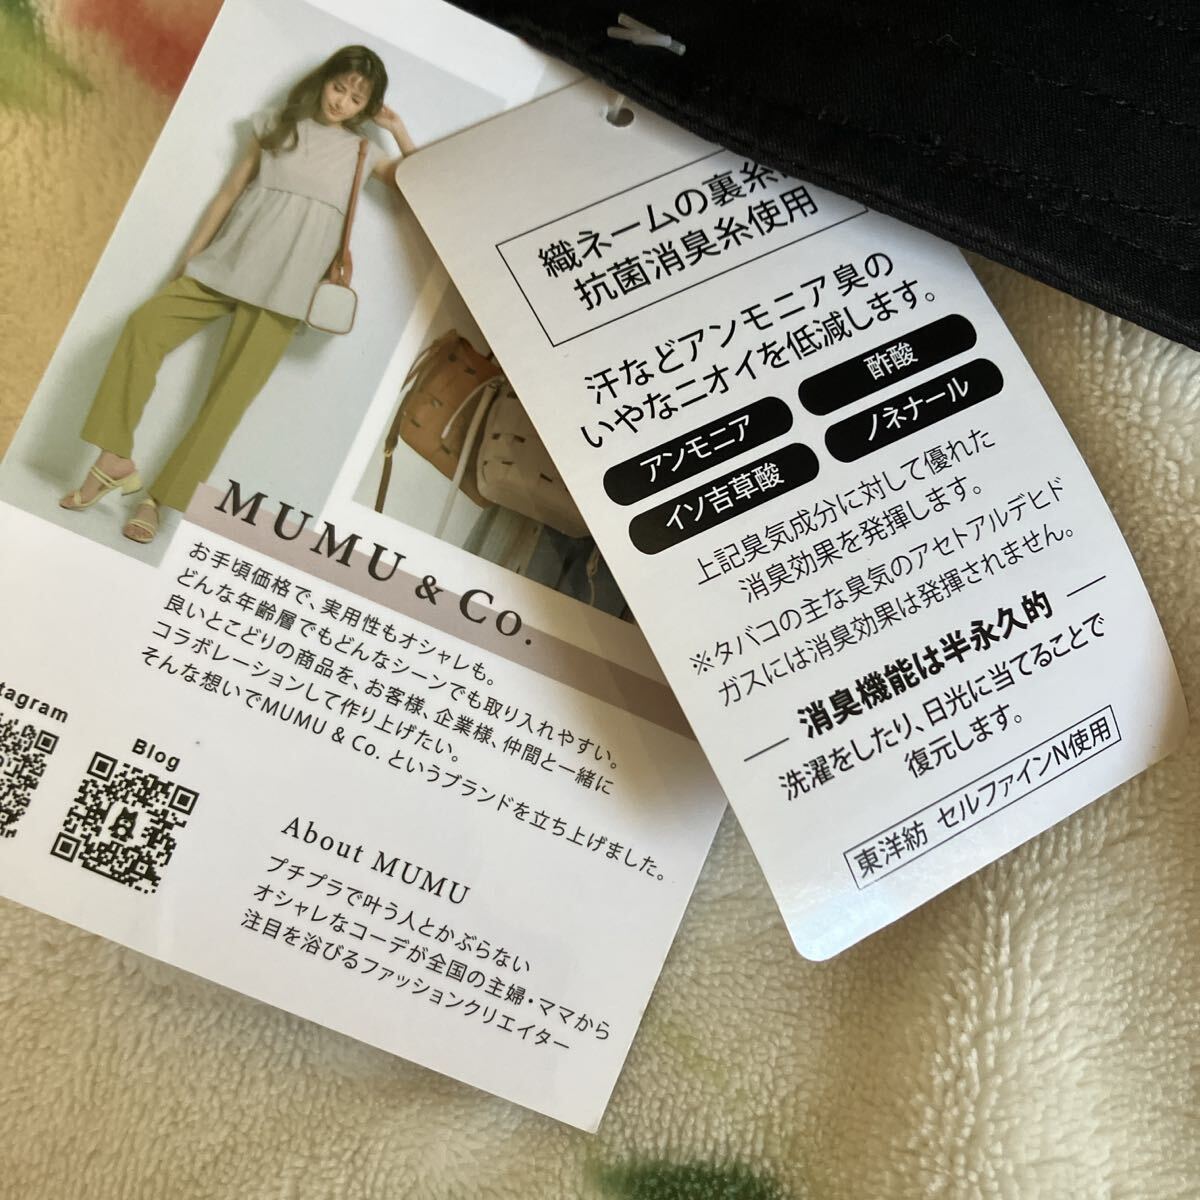 MUMU & Co.
お手頃価格で、実用性もオシャレも。
どんな年齢層でもどんなシーンでも取り入れやすい。
良いとこどりの商品を、お客様、企業様、仲間と一緒に
コラボレーションして作り上げたい。
そんな想いでMUMU & Co. というブランドを立ち上げました。
Blog
About MUMU
プチプラで叶う人とかぶらない
オシャレなコーデが全国の主婦・ママから
注目を浴びるファッションクリエイター
織ネームの裏糸
抗菌消臭糸使用
汗などアンモニア臭の
いやなニオイを低減します。
アンモニア
酢酸
イソ吉草酸
ノネナール
上記臭気成分に対して優れた
消臭効果を発揮します。
※タバコの主な臭気のアセトアルデヒド
ガスには消臭効果は発揮されません。
消臭機能は半永久的
洗濯をしたり、日光に当てることで
復元します。
東洋紡 セルファインN使用